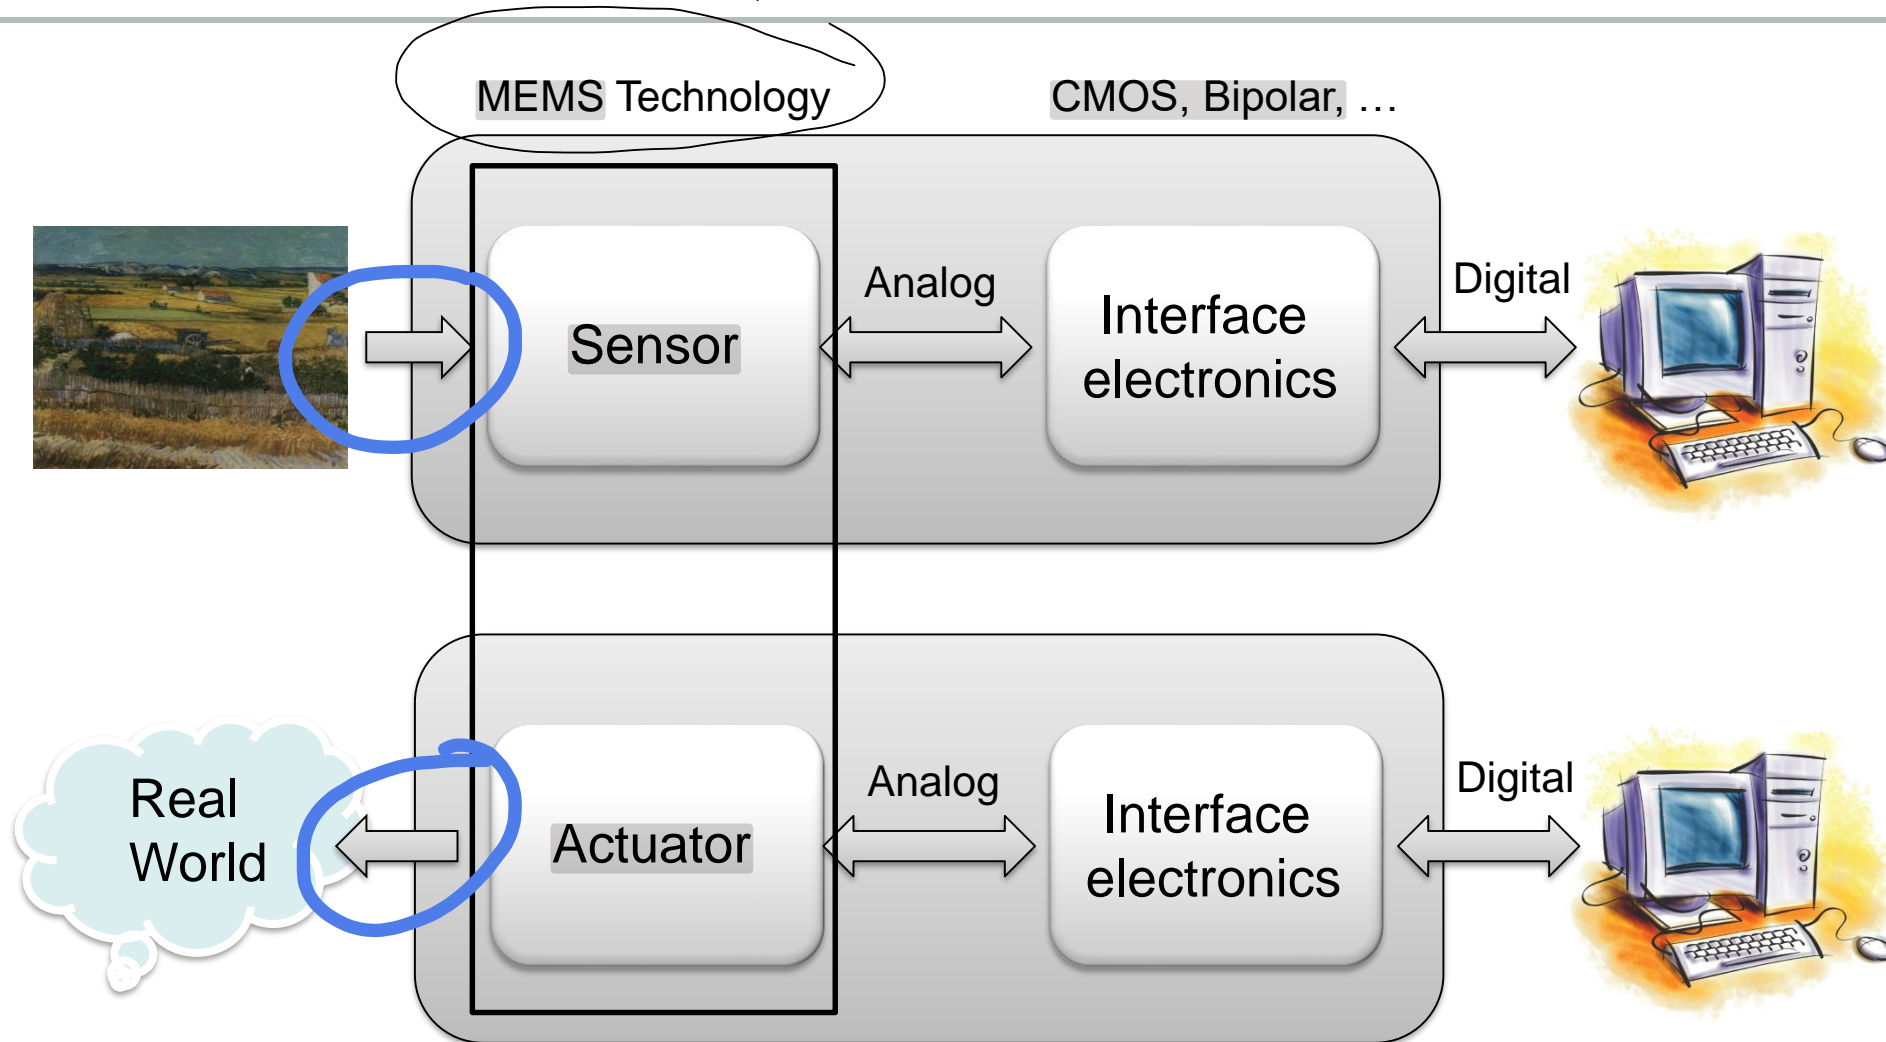 MEMS Technology
CMOS, Bipolar, …
Sensor
Analog
Interface
electronics
Digital
Real
World
Actuator
Analog
Interface
electronics
Digital